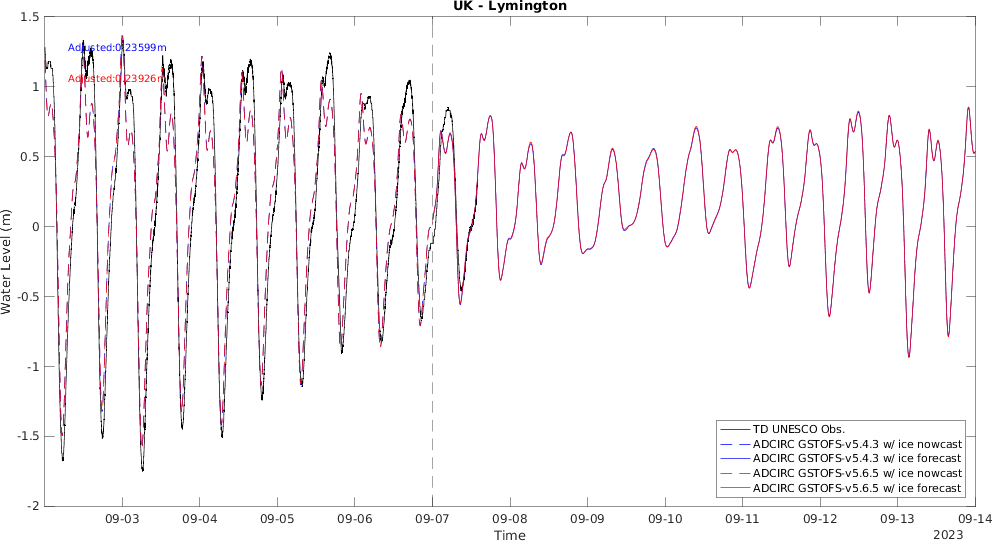 UK - Lymington
1.5
1
0.5
0
-0.5
-1
-1.5
-2
Water Level (m)
Adjusted:0.23599m
Adjusted:0.23926m
09-03 09-04 09-05 09-06 09-07 09-08 09-09 09-10 09-11 09-12 09-13 09-14
Time
2023
TD UNESCO Obs.
ADCIRC GSTOFS-v5.4.3 w/ ice nowcast
ADCIRC GSTOFS-v5.4.3 w/ ice forecast
ADCIRC GSTOFS-v5.6.5 w/ ice nowcast
ADCIRC GSTOFS-v5.6.5 w/ ice forecast